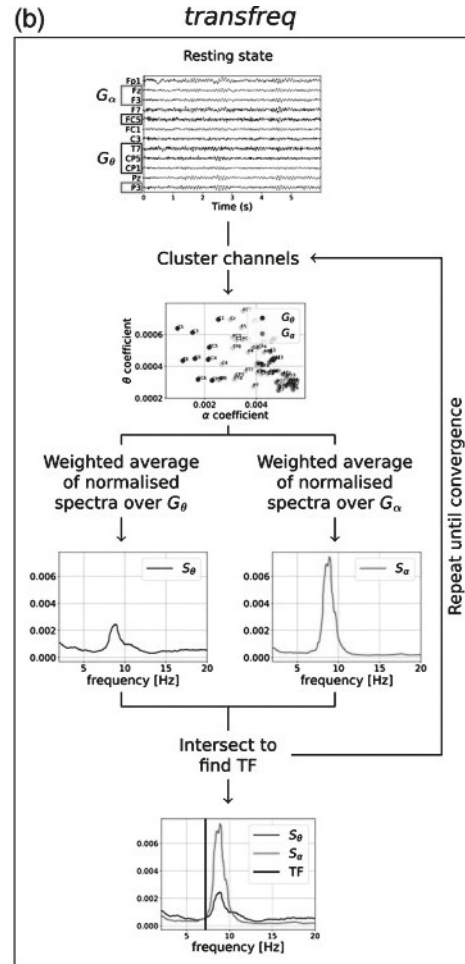 (b) transfreq
Resting state
Fp1
Fz
F3
F7
FC5
FC1
C3
T7
CP5
CP1
Pz
P3
Gα
Gθ
0 1 2 3 4 5
Time (s)
Cluster channels
θ coefficient
0.0006
0.0004
0.0002
Gθ
Gα
0.002 0.004
α coefficient
Weighted average
of normalised
spectra over Gθ
Weighted average
of normalised
spectra over Gα
Repeat until convergence
Sθ
0.006
0.004
0.002
0.000
5 10 15 20
frequency [Hz]
Sα
0.006
0.004
0.002
0.000
5 10 15 20
frequency [Hz]
Intersect to
find TF
Sθ
Sα
TF
0.006
0.004
0.002
0.000
5 10 15 20
frequency [Hz]